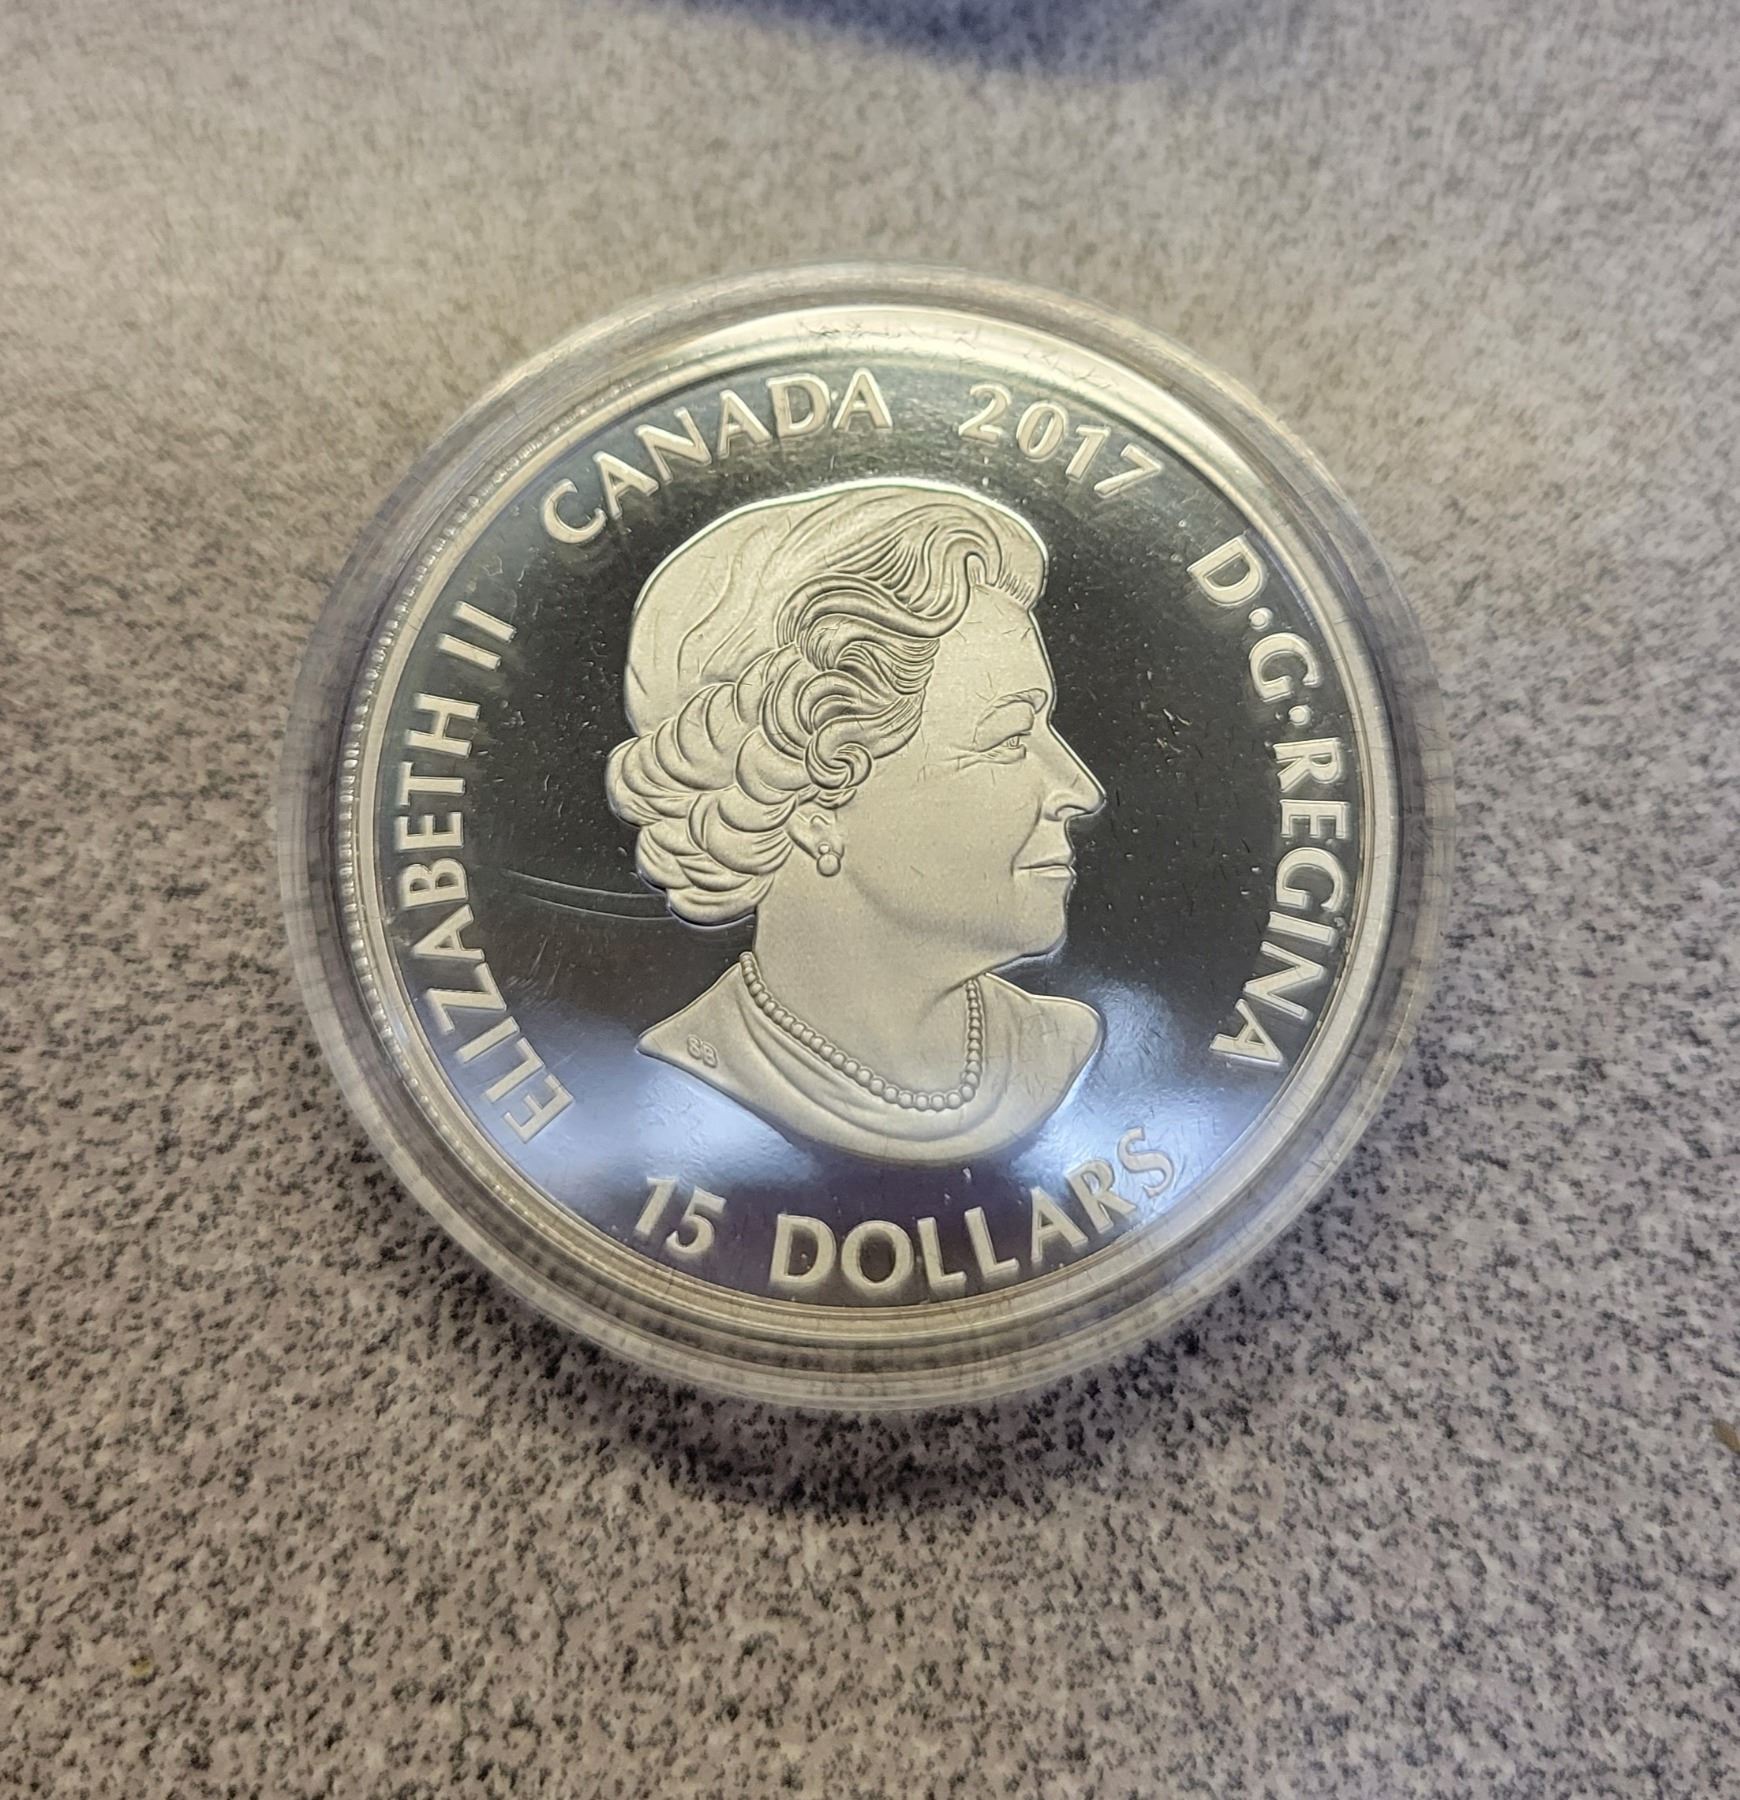 ELIZABETH II CANADA 2017 D·G·REGINA
SB
15 DOLLARS